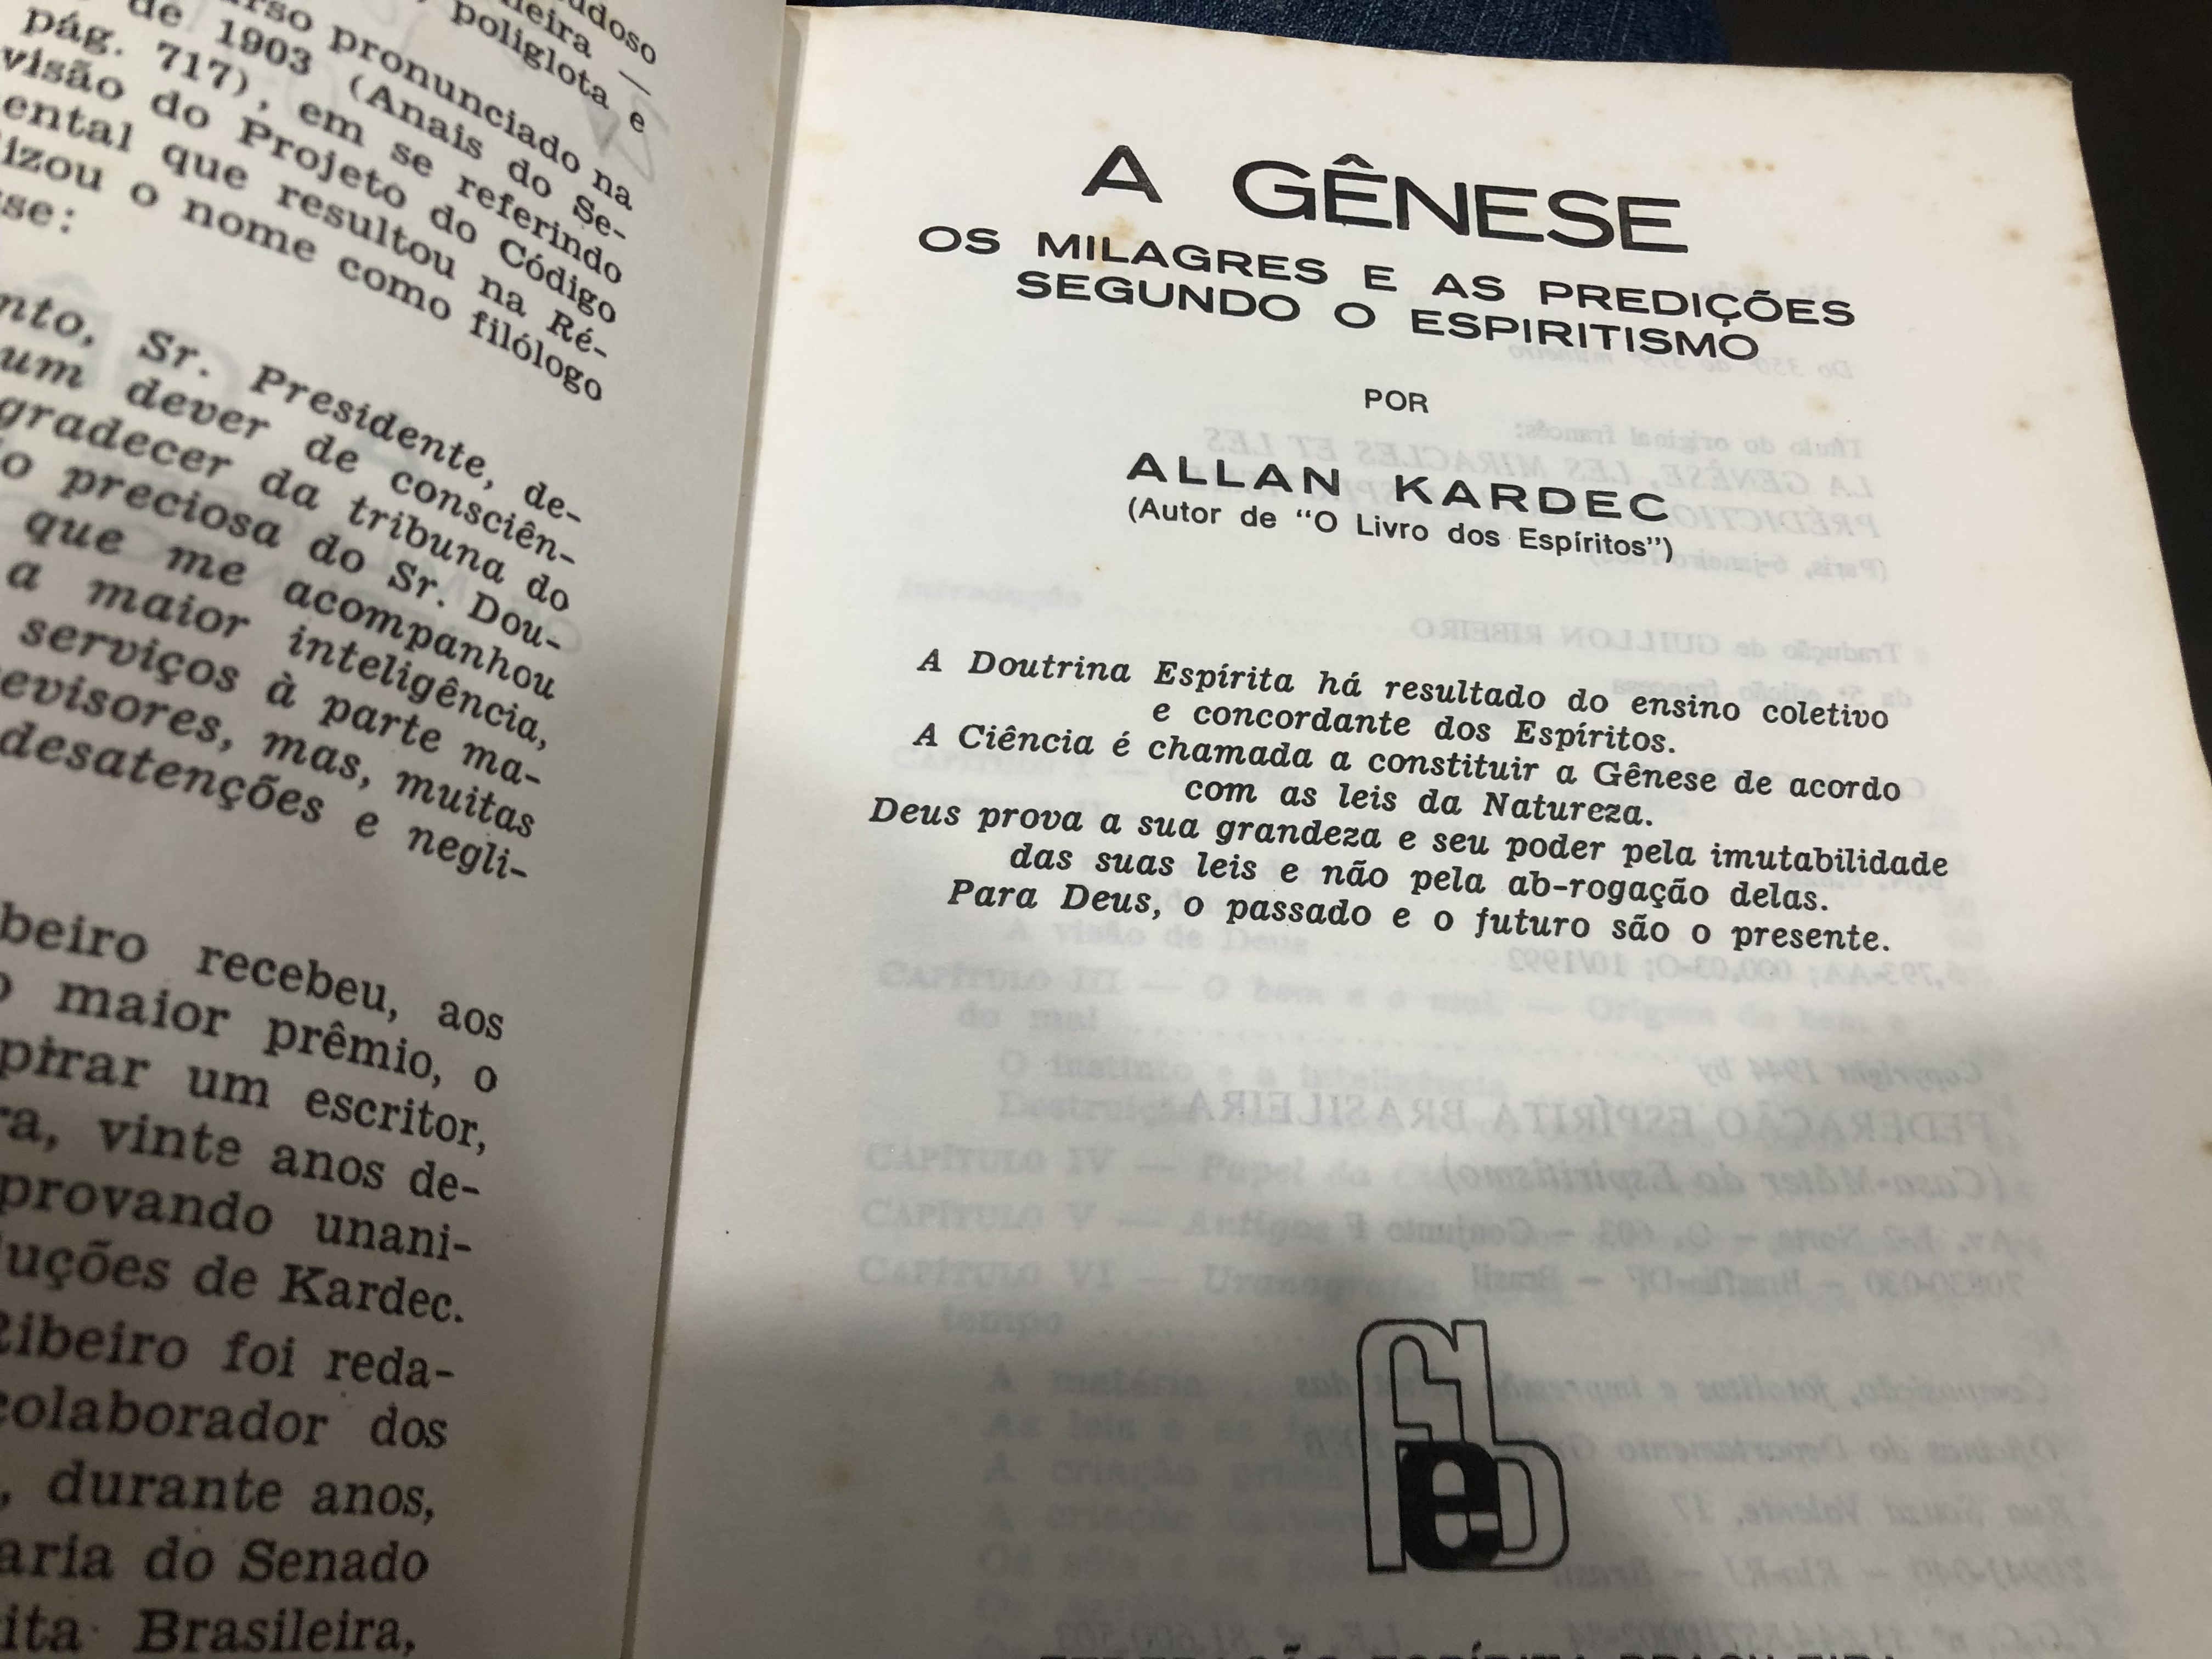 udoso
eira —
poliglota e
rso pronunciado na
de 1903 (Anais do Se-
pág. 717), em se referindo
visão do Projeto do Código
ental que resultou na Ré-
izou o nome como filólogo
se:
nto, Sr. Presidente, de-
um dever de consciên-
gradecer da tribuna do
o preciosa do Sr. Dou-
que me acompanhou
a maior inteligência,
serviços à parte ma-
evisores, mas, muitas
desatenções e negli-
beiro recebeu, aos
o maior prêmio, o
pirar um escritor,
ra, vinte anos de-
provando unani-
uções de Kardec.
Ribeiro foi reda-
colaborador dos
, durante anos,
aria do Senado
ita Brasileira,
A GÊNESE
OS MILAGRES E AS PREDIÇÕES
SEGUNDO O ESPIRITISMO
POR
ALLAN KARDEC
(Autor de “O Livro dos Espíritos”)
A Doutrina Espírita há resultado do ensino coletivo
e concordante dos Espíritos.
A Ciência é chamada a constituir a Gênese de acordo
com as leis da Natureza.
Deus prova a sua grandeza e seu poder pela imutabilidade
das suas leis e não pela ab-rogação delas.
Para Deus, o passado e o futuro são o presente.
feb
FEDERAÇÃO ESPÍRITA BRASILEIRA